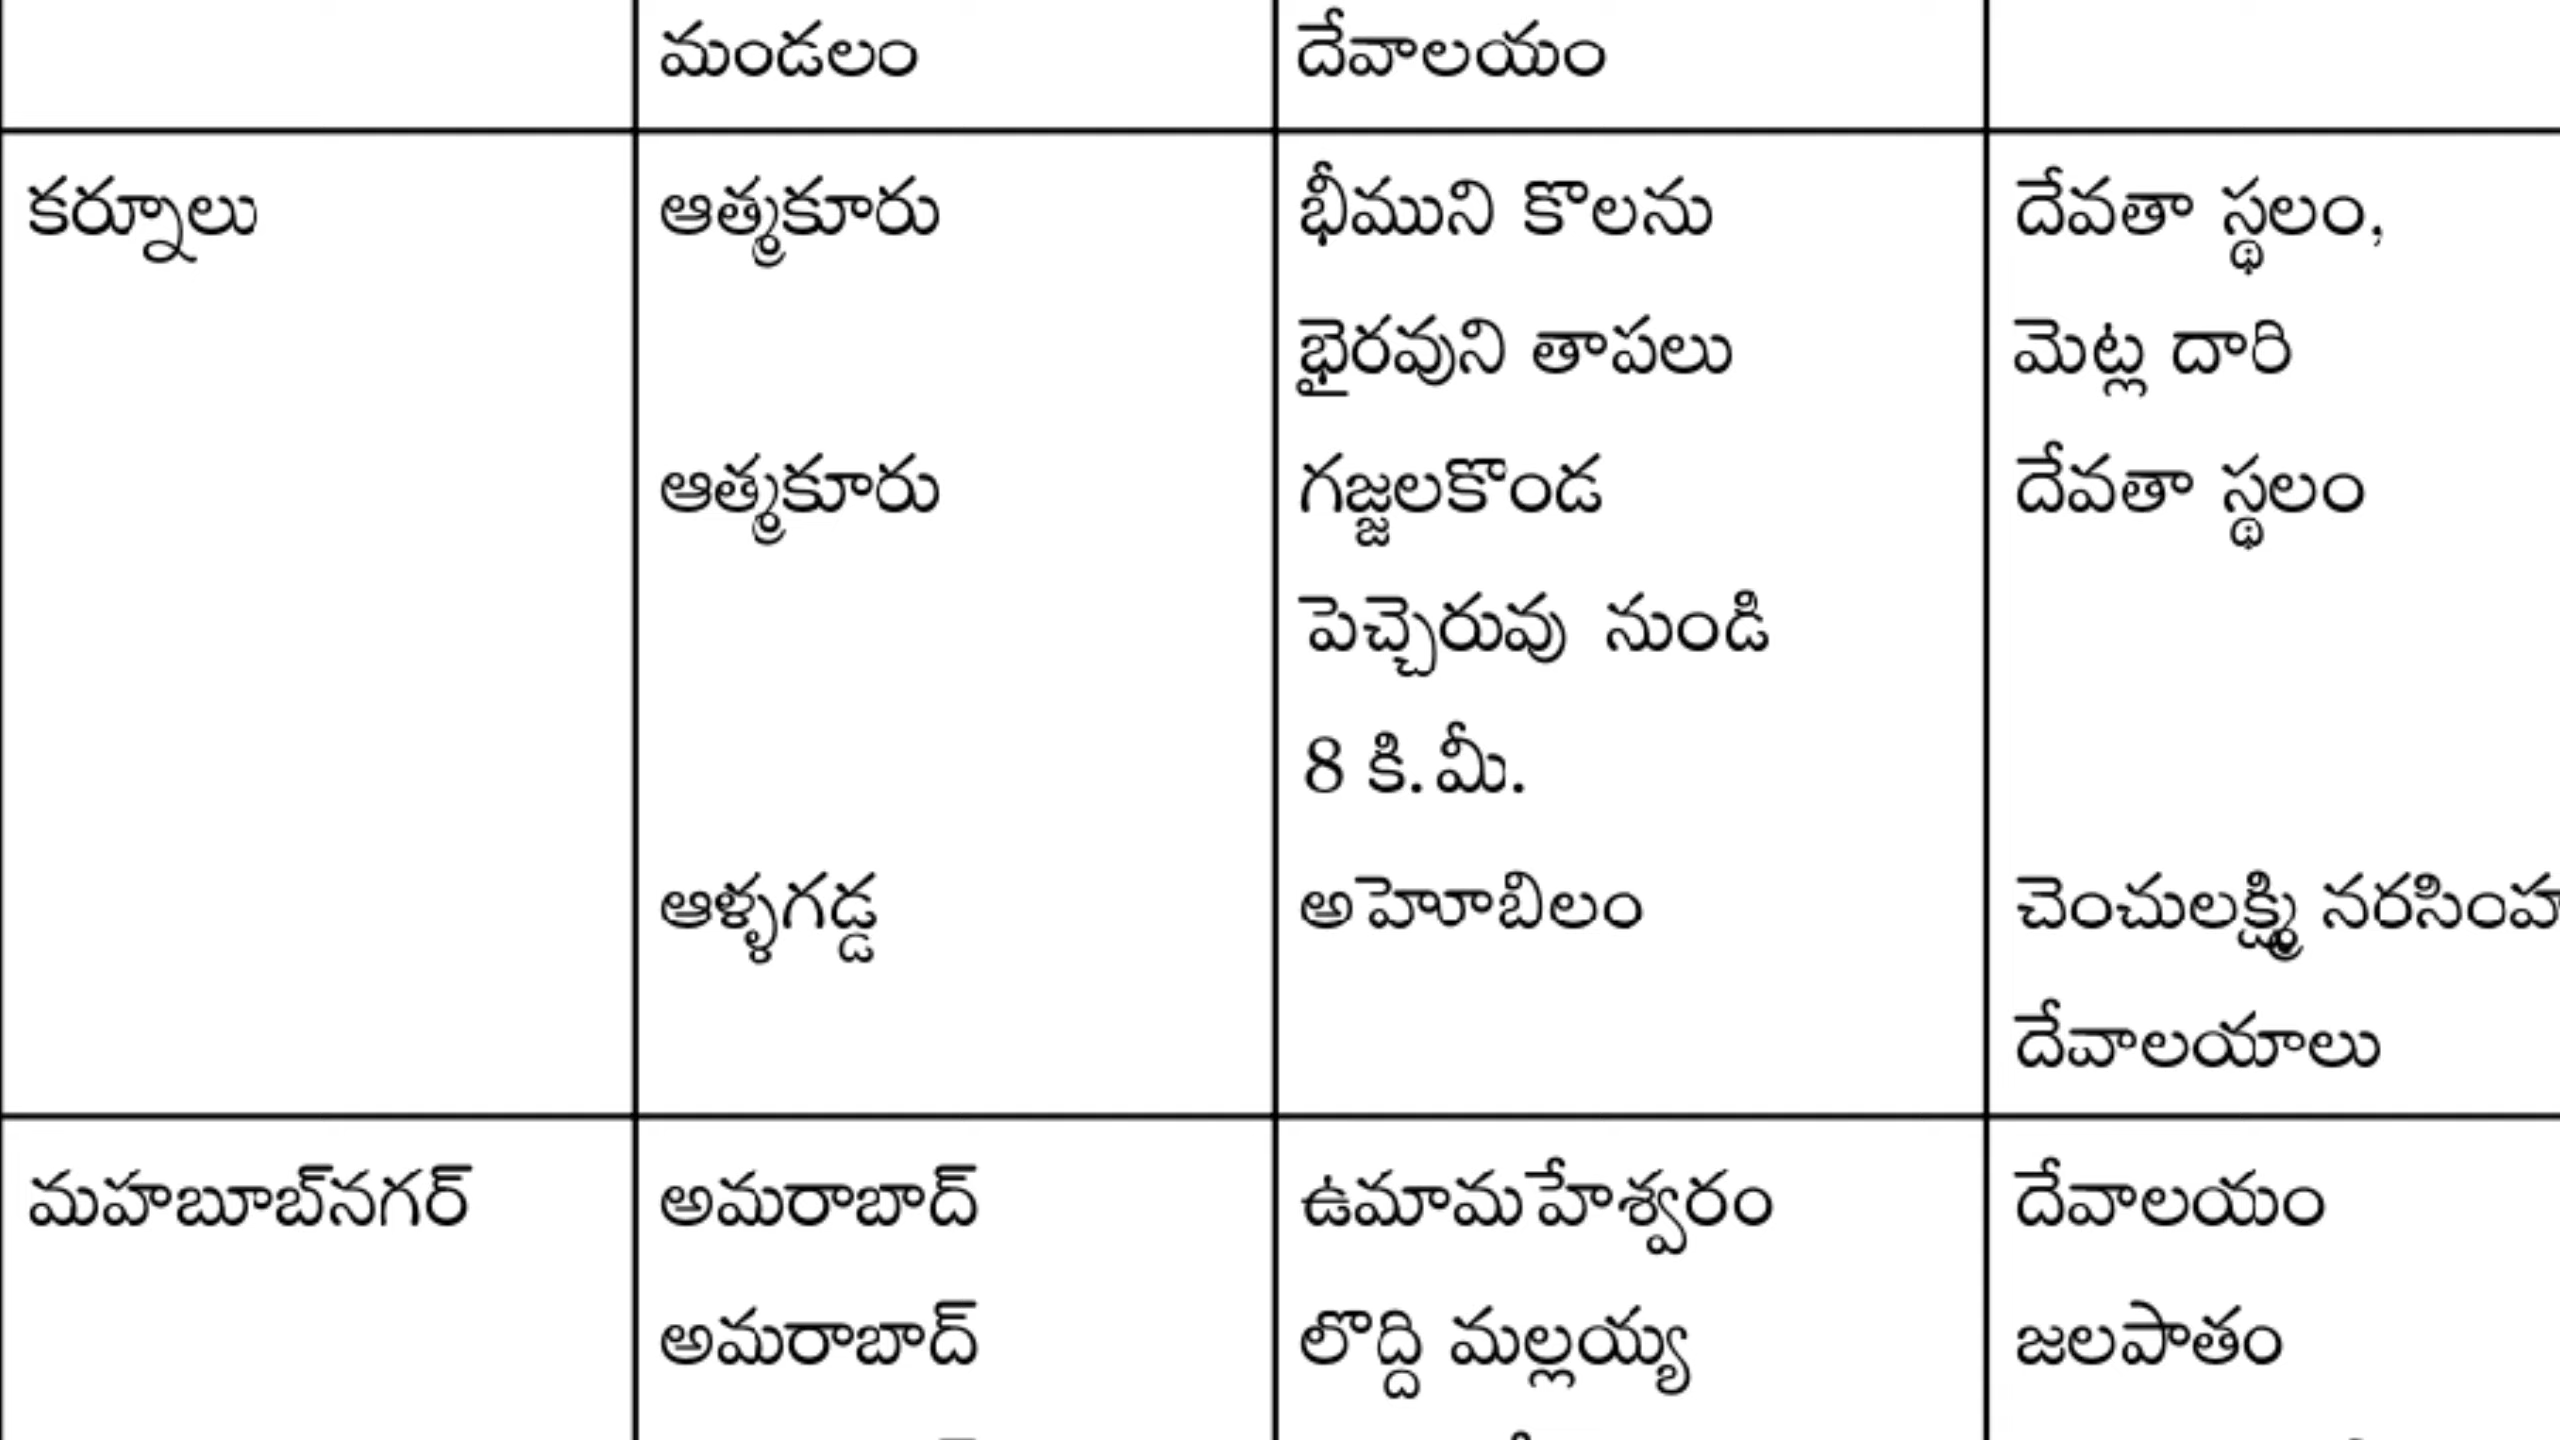 మండలం దేవాలయం
కర్నూలు ఆత్మకూరు భీముని కొలను దేవతా స్థలం,
భైరవుని తాపలు మెట్ల దారి
ఆత్మకూరు గజ్జలకొండ దేవతా స్థలం
పెచ్చెరువు నుండి
8 కి.మీ.
ఆళ్ళగడ్డ అహెూబిలం చెంచులక్ష్మి నరసింహ
దేవాలయాలు
మహబూబ్‌నగర్ అమరాబాద్ ఉమామహేశ్వరం దేవాలయం
అమరాబాద్ లొద్ది మల్లయ్య జలపాతం